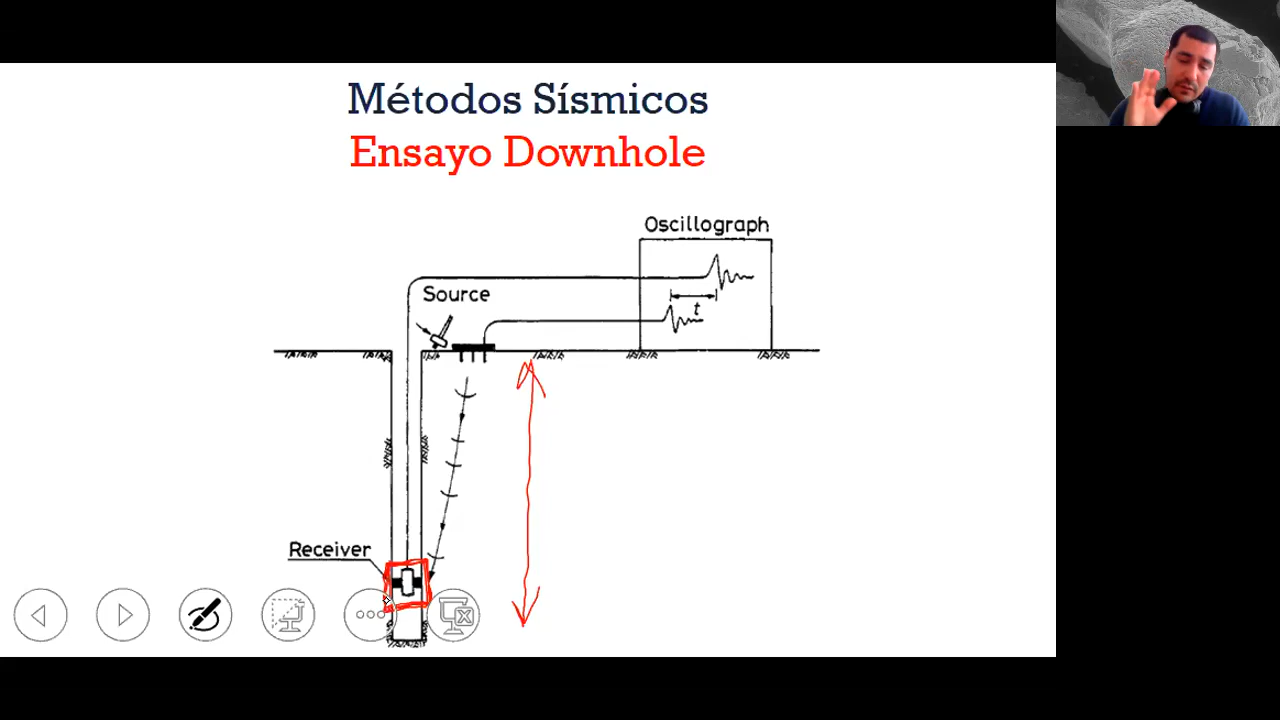 Métodos Sísmicos
Ensayo Downhole
Oscillograph
Source
t
Receiver